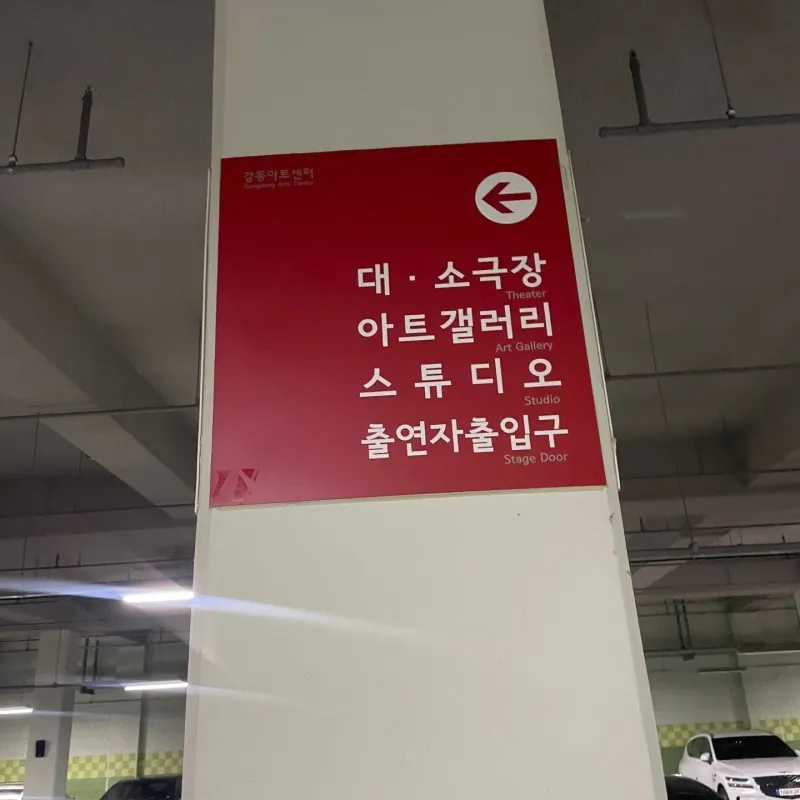 강동아트센터
Gangdong Arts Center
대 · 소극장
Theater
아트갤러리
Art Gallery
스튜디오
Studio
출연자출입구
Stage Door